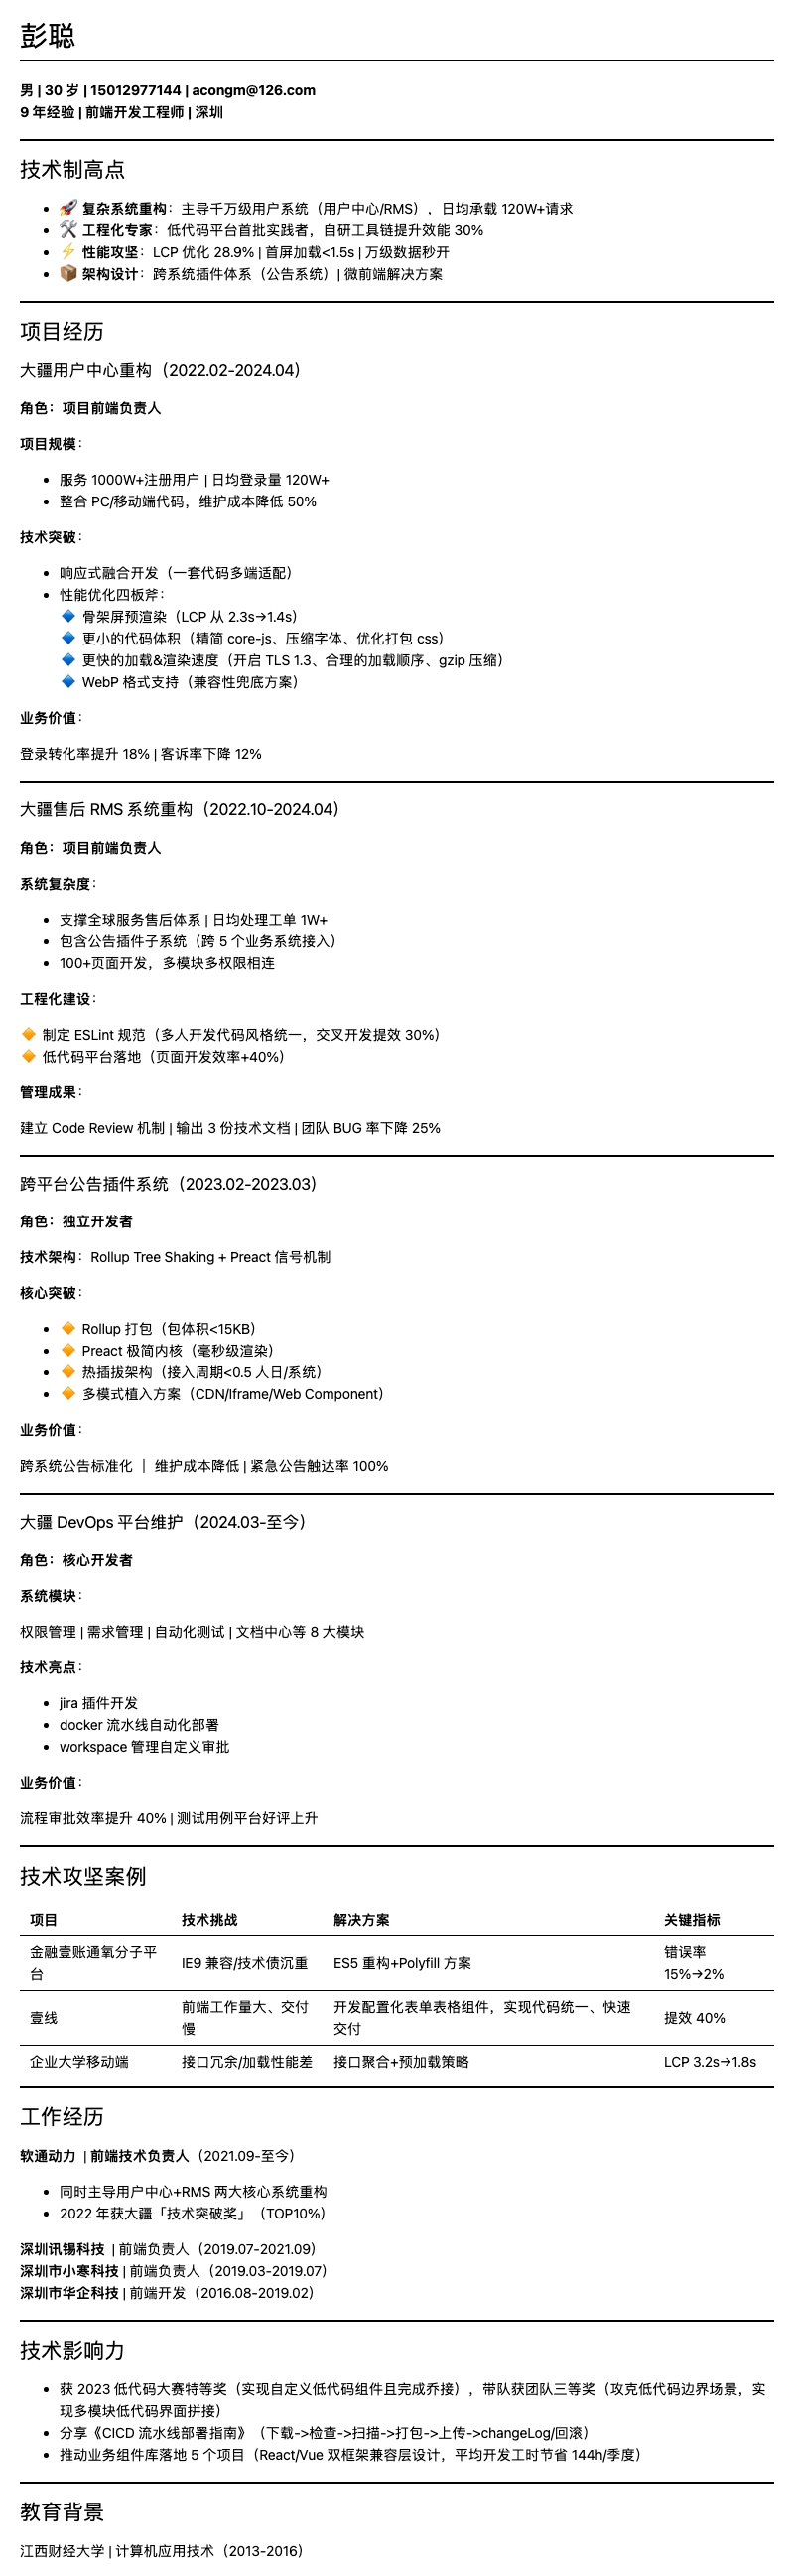 彭聪
男 | 30 岁 | 15012977144 | acongm@126.com
9 年经验 | 前端开发工程师 | 深圳
技术制高点
• 🚀 复杂系统重构：主导千万级用户系统（用户中心/RMS），日均承载 120W+请求
• 🛠️ 工程化专家：低代码平台首批实践者，自研工具链提升效能 30%
• ⚡ 性能攻坚：LCP 优化 28.9% | 首屏加载<1.5s | 万级数据秒开
• 📦 架构设计：跨系统插件体系（公告系统）| 微前端解决方案
项目经历
大疆用户中心重构（2022.02-2024.04）
角色：项目前端负责人
项目规模：
• 服务 1000W+注册用户 | 日均登录量 120W+
• 整合 PC/移动端代码，维护成本降低 50%
技术突破：
• 响应式融合开发（一套代码多端适配）
• 性能优化四板斧：
🔹 骨架屏预渲染（LCP 从 2.3s→1.4s）
🔹 更小的代码体积（精简 core-js、压缩字体、优化打包 css）
🔹 更快的加载&渲染速度（开启 TLS 1.3、合理的加载顺序、gzip 压缩）
🔹 WebP 格式支持（兼容性兜底方案）
业务价值：
登录转化率提升 18% | 客诉率下降 12%
大疆售后 RMS 系统重构（2022.10-2024.04）
角色：项目前端负责人
系统复杂度：
• 支撑全球服务售后体系 | 日均处理工单 1W+
• 包含公告插件子系统（跨 5 个业务系统接入）
• 100+页面开发，多模块多权限相连
工程化建设：
🔸 制定 ESLint 规范（多人开发代码风格统一，交叉开发提效 30%）
🔸 低代码平台落地（页面开发效率+40%）
管理成果：
建立 Code Review 机制 | 输出 3 份技术文档 | 团队 BUG 率下降 25%
跨平台公告插件系统（2023.02-2023.03）
角色：独立开发者
技术架构：Rollup Tree Shaking + Preact 信号机制
核心突破：
• 🔸 Rollup 打包（包体积<15KB）
• 🔸 Preact 极简内核（毫秒级渲染）
• 🔸 热插拔架构（接入周期<0.5 人日/系统）
• 🔸 多模式植入方案（CDN/Iframe/Web Component）
业务价值：
跨系统公告标准化 ｜ 维护成本降低 | 紧急公告触达率 100%
大疆 DevOps 平台维护（2024.03-至今）
角色：核心开发者
系统模块：
权限管理 | 需求管理 | 自动化测试 | 文档中心等 8 大模块
技术亮点：
• jira 插件开发
• docker 流水线自动化部署
• workspace 管理自定义审批
业务价值：
流程审批效率提升 40% | 测试用例平台好评上升
技术攻坚案例
项目 技术挑战 解决方案 关键指标
金融壹账通氧分子平台 IE9 兼容/技术债沉重 ES5 重构+Polyfill 方案 错误率 15%→2%
壹线 前端工作量大、交付慢 开发配置化表单表格组件，实现代码统一、快速交付 提效 40%
企业大学移动端 接口冗余/加载性能差 接口聚合+预加载策略 LCP 3.2s→1.8s
工作经历
软通动力 | 前端技术负责人（2021.09-至今）
• 同时主导用户中心+RMS 两大核心系统重构
• 2022 年获大疆「技术突破奖」（TOP10%）
深圳讯锡科技 | 前端负责人（2019.07-2021.09）
深圳市小寒科技 | 前端负责人（2019.03-2019.07）
深圳市华企科技 | 前端开发（2016.08-2019.02）
技术影响力
• 获 2023 低代码大赛特等奖（实现自定义低代码组件且完成乔接），带队获团队三等奖（攻克低代码边界场景，实
现多模块低代码界面拼接）
• 分享《CICD 流水线部署指南》（下载->检查->扫描->打包->上传->changeLog/回滚）
• 推动业务组件库落地 5 个项目（React/Vue 双框架兼容层设计，平均开发工时节省 144h/季度）
教育背景
江西财经大学 | 计算机应用技术（2013-2016）